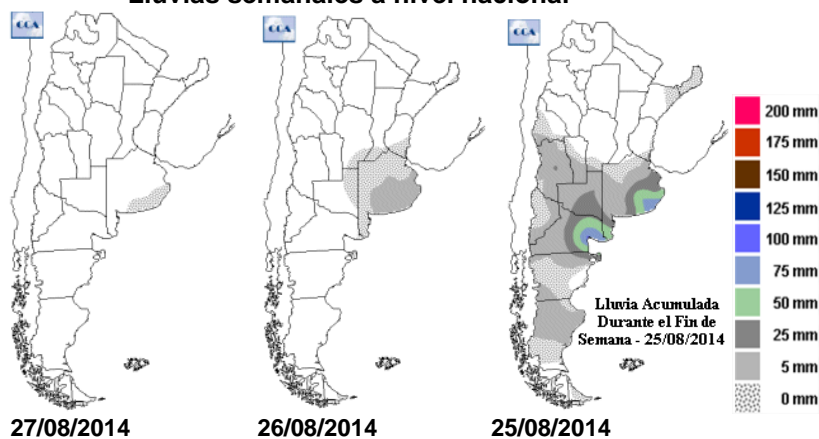 Lluvias semanales a nivel nacional
CCA
CCA
CCA
200 mm
175 mm
150 mm
125 mm
100 mm
75 mm
50 mm
25 mm
5 mm
0 mm
Lluvia Acumulada
Durante el Fin de
Semana - 25/08/2014
27/08/2014
26/08/2014
25/08/2014